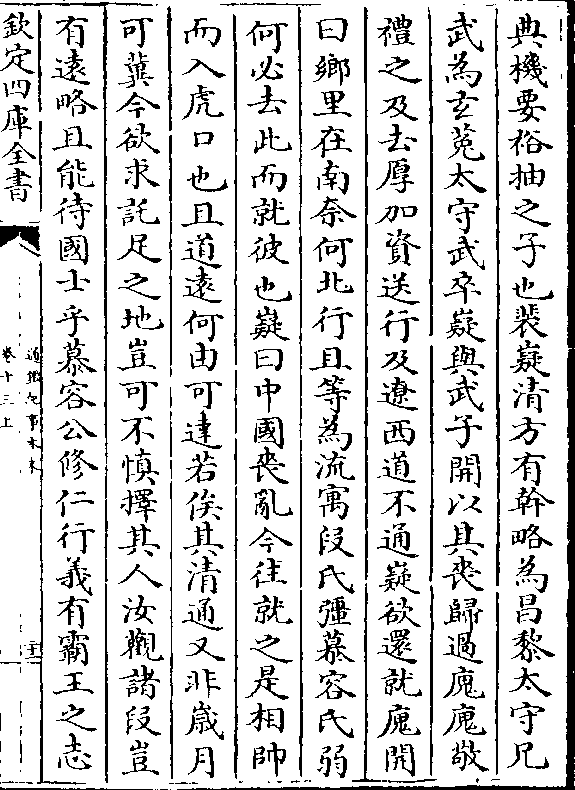 典機要裕抽之子也裴嶷清方有幹略為昌黎太守兄
武為玄菟太守武卒嶷與武子開以其喪歸過廆廆敬
禮之及去厚加資送行及遼西道不通嶷欲還就廆開
曰鄉里在南奈何北行且等為流寓段氏彊慕容氏弱
何必去此而就彼也嶷曰中國喪亂今往就之是相帥
而入虎口也且道遠何由可達若俟其清通又非歲月
可冀今欲求託足之地豈可不慎擇其人汝觀諸段豈
有遠略且能待國士乎慕容公修仁行義有霸王之志
欽定四庫全書
通鑑紀事本末
卷十三上